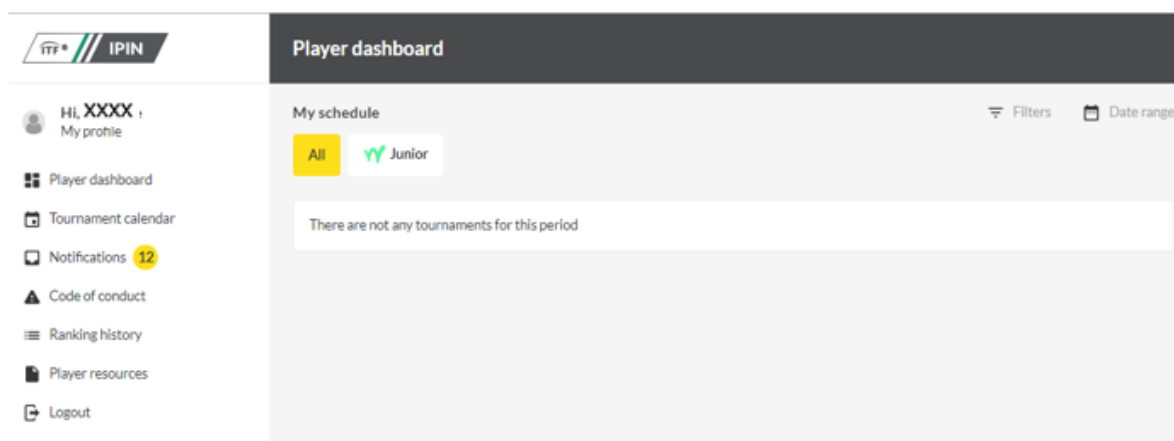 ITF IPIN
Player dashboard
Hi, XXXX !
My profile
Player dashboard
Tournament calendar
Notifications 12
Code of conduct
Ranking history
Player resources
Logout
My schedule
Filters
Date range
All
Junior
There are not any tournaments for this period